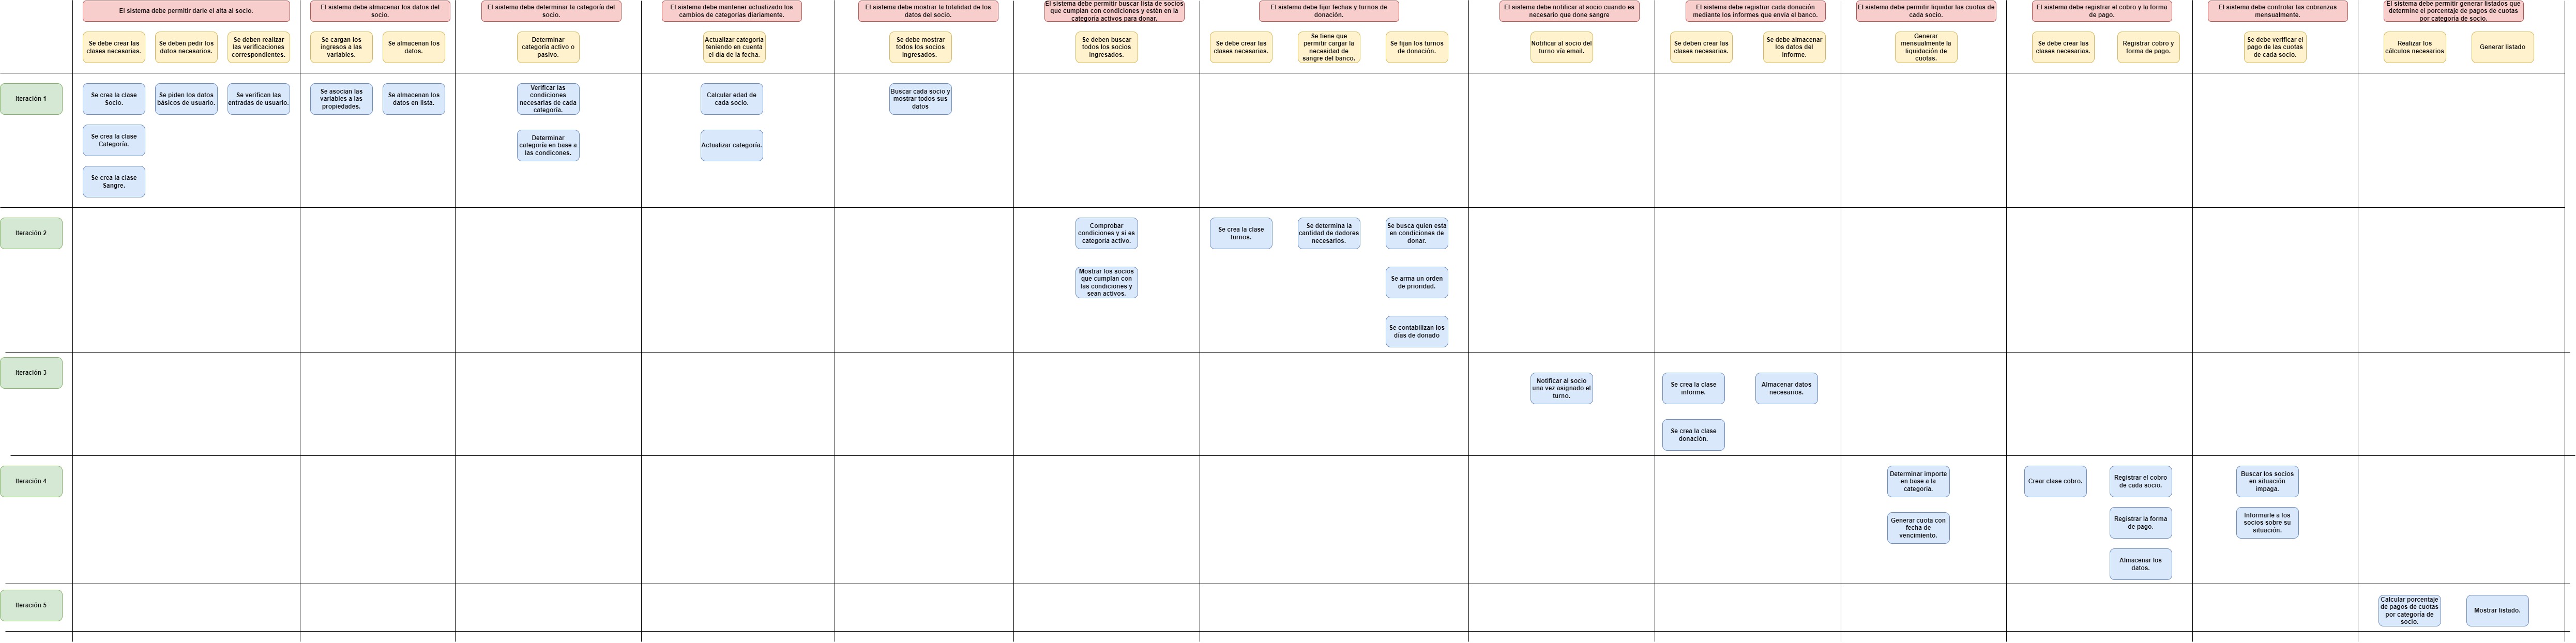 El sistema debe permitir darle el alta al socio.
El sistema debe almacenar los datos del
socio.
El sistema debe determinar la categoría del
socio.
El sistema debe mantener actualizado los
cambios de categorías diariamente.
El sistema debe mostrar la totalidad de los
datos del socio.
El sistema debe permitir buscar lista de socios
que cumplan con condiciones y estén en la
categoría activos para donar.
El sistema debe fijar fechas y turnos de
donación.
El sistema debe notificar al socio cuando es
necesario que done sangre
El sistema debe registrar cada donación
mediante los informes que envía el banco.
El sistema debe permitir liquidar las cuotas de
cada socio.
El sistema debe registrar el cobro y la forma
de pago.
El sistema debe controlar las cobranzas
mensualmente.
El sistema debe permitir generar listados que
determine el porcentaje de pagos de cuotas
por categoría de socio.
Se debe crear las
clases necesarias.
Se deben pedir los
datos necesarios.
Se deben realizar
las verificaciones
correspondientes.
Se cargan los
ingresos a las
variables.
Se almacenan los
datos.
Determinar
categoría activo o
pasivo.
Actualizar categoría
teniendo en cuenta
el día de la fecha.
Se debe mostrar
todos los socios
ingresados.
Se deben buscar
todos los socios
ingresados.
Se debe crear las
clases necesarias.
Se tiene que
permitir cargar la
necesidad de
sangre del banco.
Se fijan los turnos
de donación.
Notificar al socio del
turno vía email.
Se deben crear las
clases necesarias.
Se debe almacenar
los datos del
informe.
Generar
mensualmente la
liquidación de
cuotas.
Se debe crear las
clases necesarias.
Registrar cobro y
forma de pago.
Se debe verificar el
pago de las cuotas
de cada socio.
Realizar los
cálculos necesarios
Generar listado
Iteración 1
Se crea la clase
Socio.
Se piden los datos
básicos de usuario.
Se verifican las
entradas de usuario.
Se asocian las
variables a las
propiedades.
Se almacenan los
datos en lista.
Verificar las
condiciones
necesarias de cada
categoría.
Calcular edad de
cada socio.
Buscar cada socio y
mostrar todos sus
datos
Se crea la clase
Categoría.
Determinar
categoría en base a
las condicones.
Actualizar categoría.
Se crea la clase
Sangre.
Iteración 2
Comprobar
condiciones y si es
categoría activo.
Se crea la clase
turnos.
Se determina la
cantidad de dadores
necesarios.
Se busca quien esta
en condiciones de
donar.
Mostrar los socios
que cumplan con
las condiciones y
sean activos.
Se arma un orden
de prioridad.
Se contabilizan los
días de donado
Iteración 3
Notificar al socio
una vez asignado el
turno.
Se crea la clase
informe.
Almacenar datos
necesarios.
Se crea la clase
donación.
Iteración 4
Determinar importe
en base a la
categoría.
Crear clase cobro.
Registrar el cobro
de cada socio.
Buscar los socios
en situación
impaga.
Generar cuota con
fecha de
vencimiento.
Registrar la forma
de pago.
Informarle a los
socios sobre su
situación.
Almacenar los
datos.
Iteración 5
Calcular porcentaje
de pagos de cuotas
por categoría de
socio.
Mostrar listado.